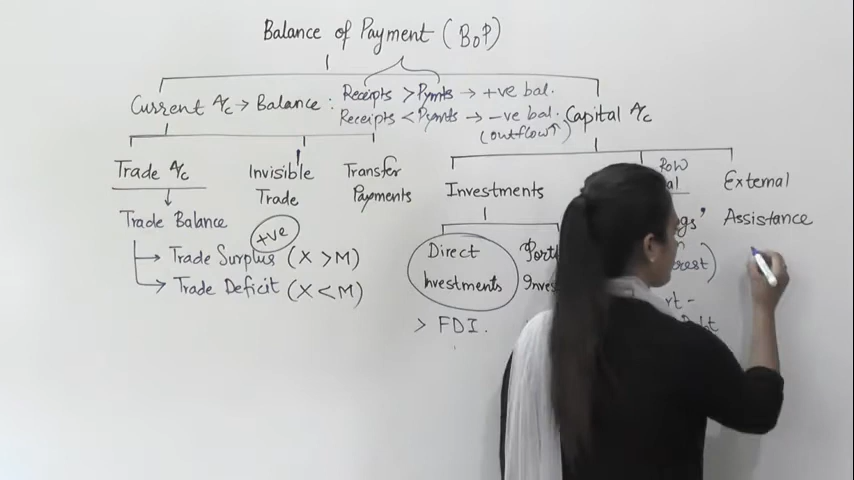 Balance of Payment (BOP)
Current A/c → Balance : Receipts > Pymts → +ve bal.
Receipts < Pymts → -ve bal.
(outflow↑)
Capital A/c
Trade A/c
Trade Balance
+ve
→ Trade Surplus (X > M)
→ Trade Deficit (X < M)
Invisible
Trade
Transfer
Payments
Investments
Direct
Investments
> FDI.
ROW
External
Assistance